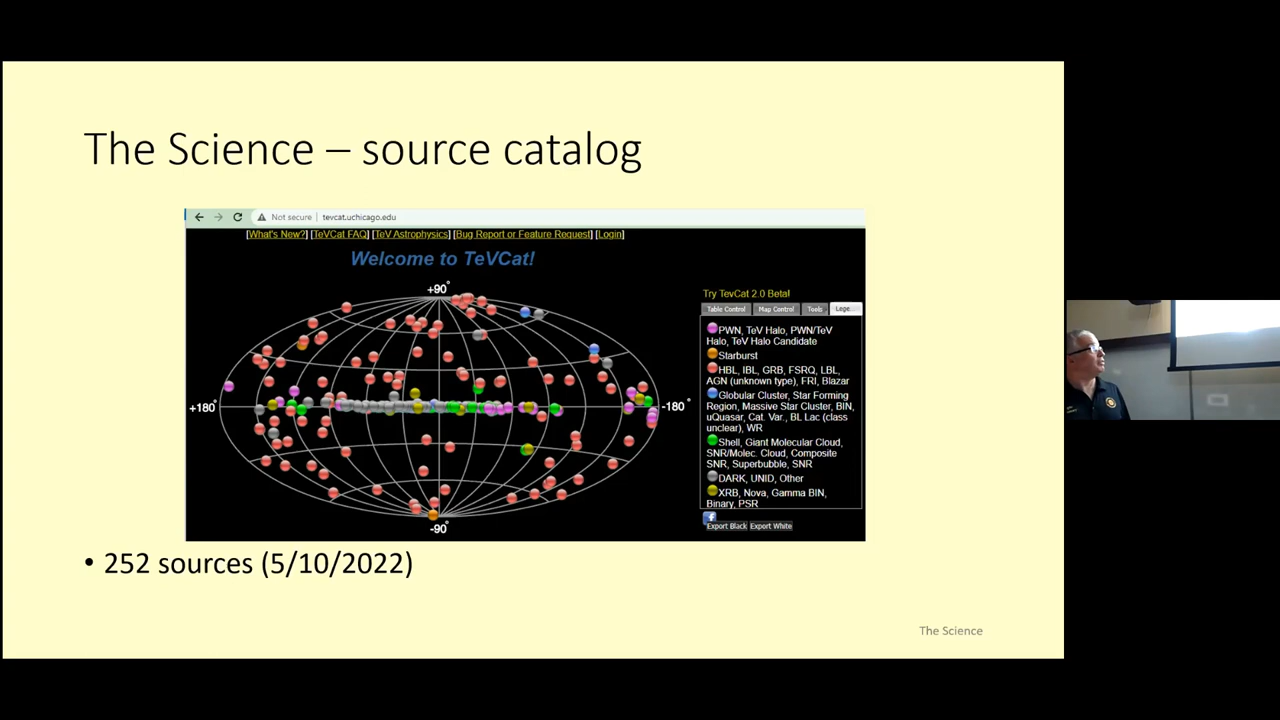 The Science – source catalog
Not secure | tevcat.uchicago.edu
[What's New?] [TeVCat FAQ] [TeV Astrophysics] [Bug Report or Feature Request] [Login]
Welcome to TeVCat!
+90°
+180°
-180°
-90°
Try TevCat 2.0 Beta!
Table Control Map Control Tools Lege...
PWN, TeV Halo, PWN/TeV
Halo, TeV Halo Candidate
Starburst
HBL, IBL, GRB, FSRQ, LBL,
AGN (unknown type), FRI, Blazar
Globular Cluster, Star Forming
Region, Massive Star Cluster, BIN,
uQuasar, Cat. Var., BL Lac (class
unclear), WR
Shell, Giant Molecular Cloud,
SNR/Molec. Cloud, Composite
SNR, Superbubble, SNR
DARK, UNID, Other
XRB, Nova, Gamma BIN,
Binary, PSR
Export Black Export White
• 252 sources (5/10/2022)
The Science